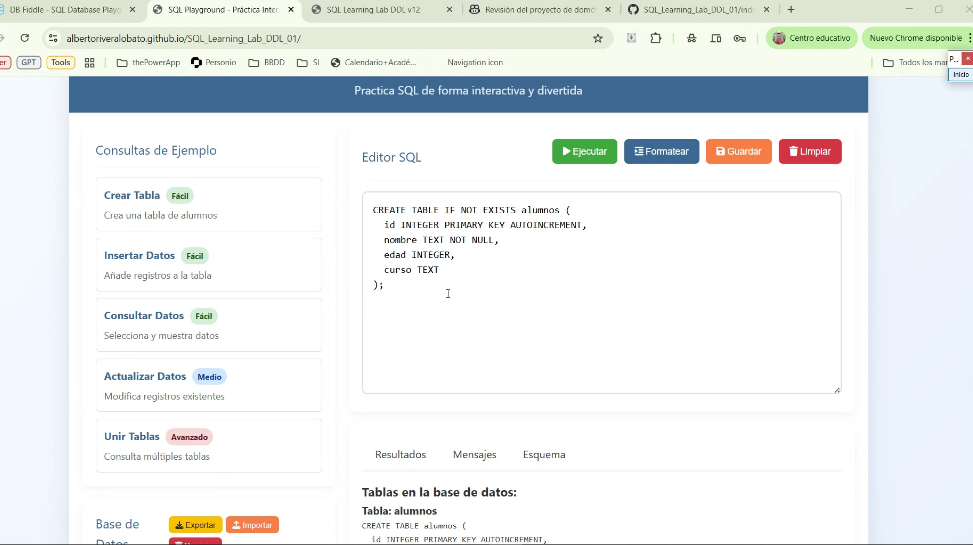 DB Fiddle - SQL Database Playg
SQL Playground - Práctica Inter
SQL Learning Lab DDL v12
Revisión del proyecto de domi
SQL_Learning_Lab_DDL_01/inde
albertoriveralobato.github.io/SQL_Learning_Lab_DDL_01/
Centro educativo
Nuevo Chrome disponible
P...
Inicio
er
GPT
Tools
thePowerApp
Personio
BBDD
SI
Calendario+Acadé...
Navigation icon
Todos los mar
Practica SQL de forma interactiva y divertida
Consultas de Ejemplo
Crear Tabla Fácil
Crea una tabla de alumnos
Insertar Datos Fácil
Añade registros a la tabla
Consultar Datos Fácil
Selecciona y muestra datos
Actualizar Datos Medio
Modifica registros existentes
Unir Tablas Avanzado
Consulta múltiples tablas
Base de
Datos
Exportar
Importar
Editor SQL
Ejecutar
Formatear
Guardar
Limpiar
CREATE TABLE IF NOT EXISTS alumnos (
id INTEGER PRIMARY KEY AUTOINCREMENT,
nombre TEXT NOT NULL,
edad INTEGER,
curso TEXT
);
Resultados
Mensajes
Esquema
Tablas en la base de datos:
Tabla: alumnos
CREATE TABLE alumnos (
id INTEGER PRIMARY KEY AUTOINCREMENT,